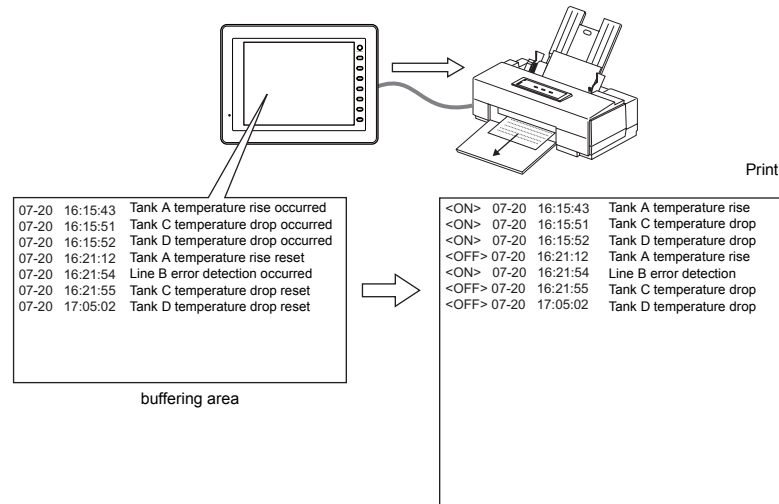 Print
07-20 16:15:43 Tank A temperature rise occurred
07-20 16:15:51 Tank C temperature drop occurred
07-20 16:15:52 Tank D temperature drop occurred
07-20 16:21:12 Tank A temperature rise reset
07-20 16:21:54 Line B error detection occurred
07-20 16:21:55 Tank C temperature drop reset
07-20 17:05:02 Tank D temperature drop reset
buffering area
<ON> 07-20 16:15:43 Tank A temperature rise
<ON> 07-20 16:15:51 Tank C temperature drop
<ON> 07-20 16:15:52 Tank D temperature drop
<OFF> 07-20 16:21:12 Tank A temperature rise
<ON> 07-20 16:21:54 Line B error detection
<OFF> 07-20 16:21:55 Tank C temperature drop
<OFF> 07-20 17:05:02 Tank D temperature drop